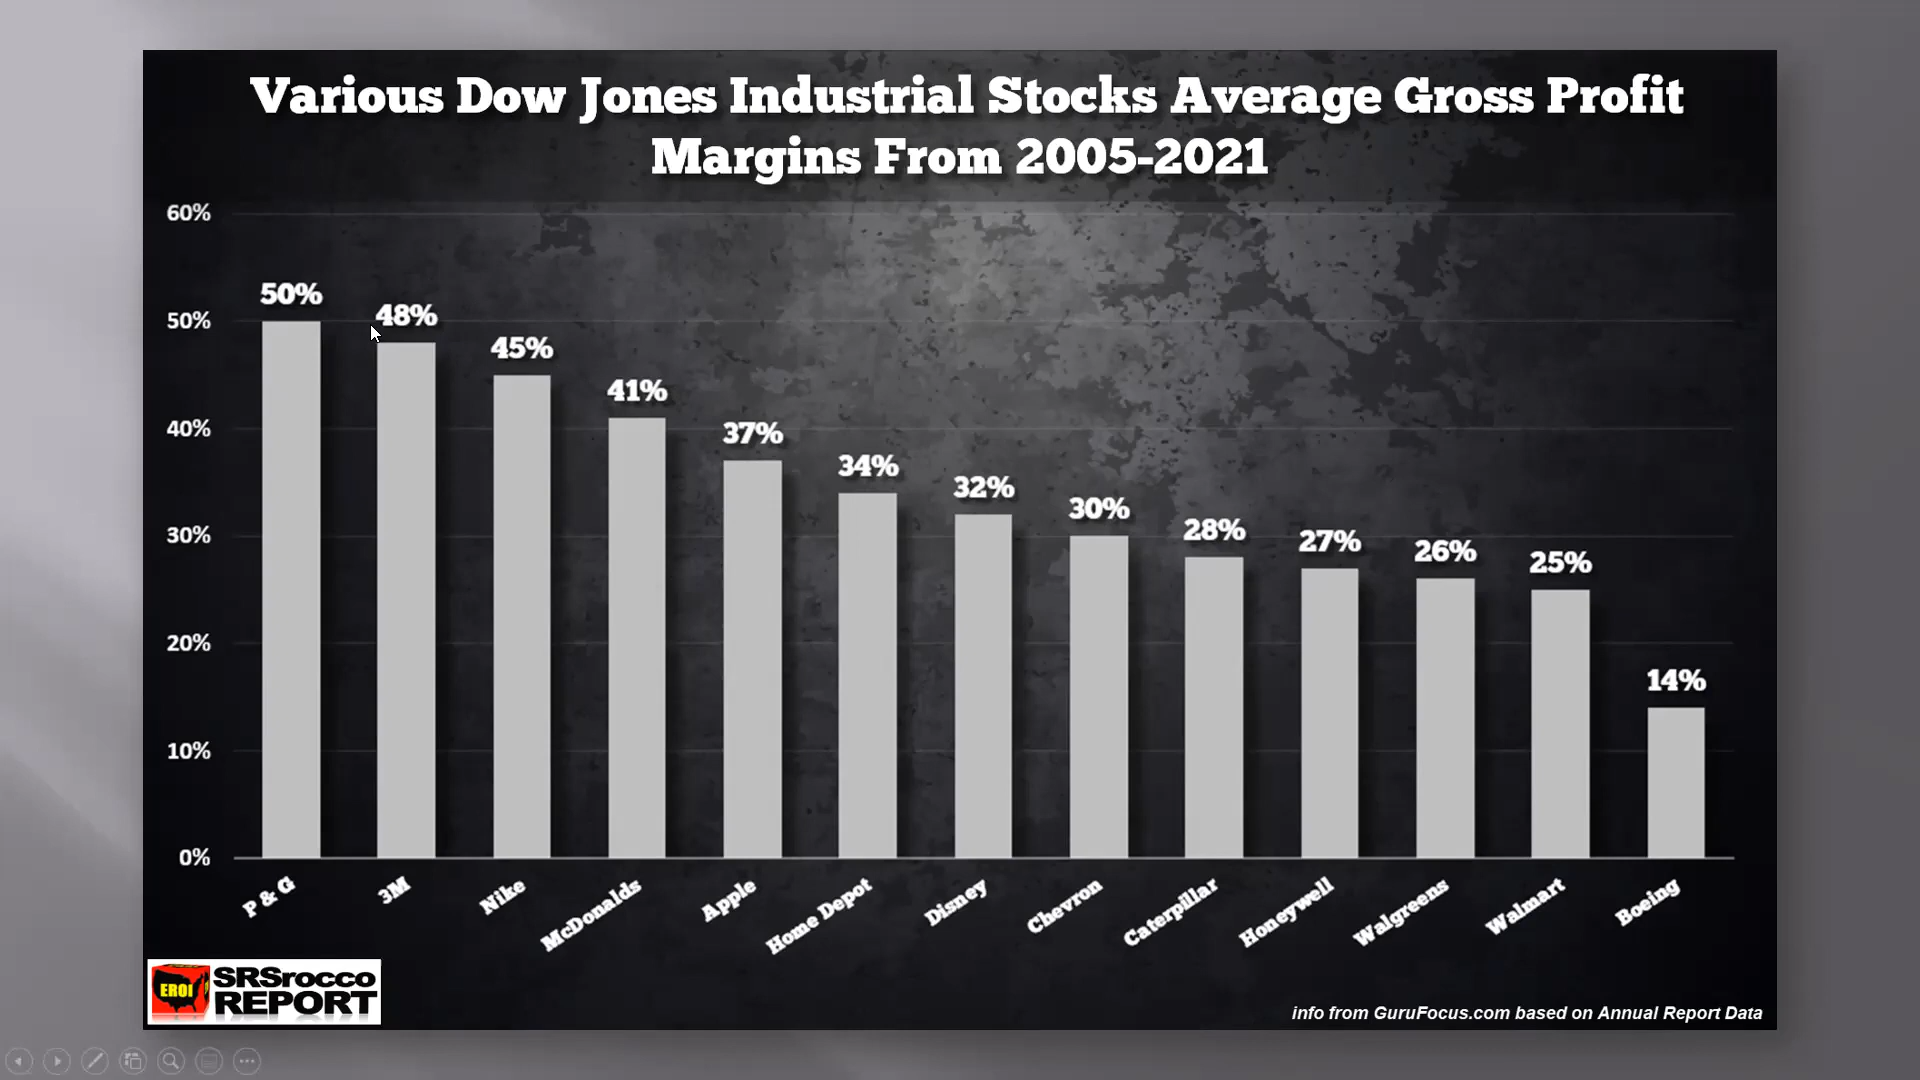 Various Dow Jones Industrial Stocks Average Gross Profit
Margins From 2005-2021
60%
50%
40%
30%
20%
10%
0%
50%
48%
45%
41%
37%
34%
32%
30%
28%
27%
26%
25%
14%
P & G
3M
Nike
McDonalds
Apple
Home Depot
Disney
Chevron
Caterpillar
Honeywell
Walgreens
Walmart
Boeing
EROI
SRSrocco
REPORT
info from GuruFocus.com based on Annual Report Data